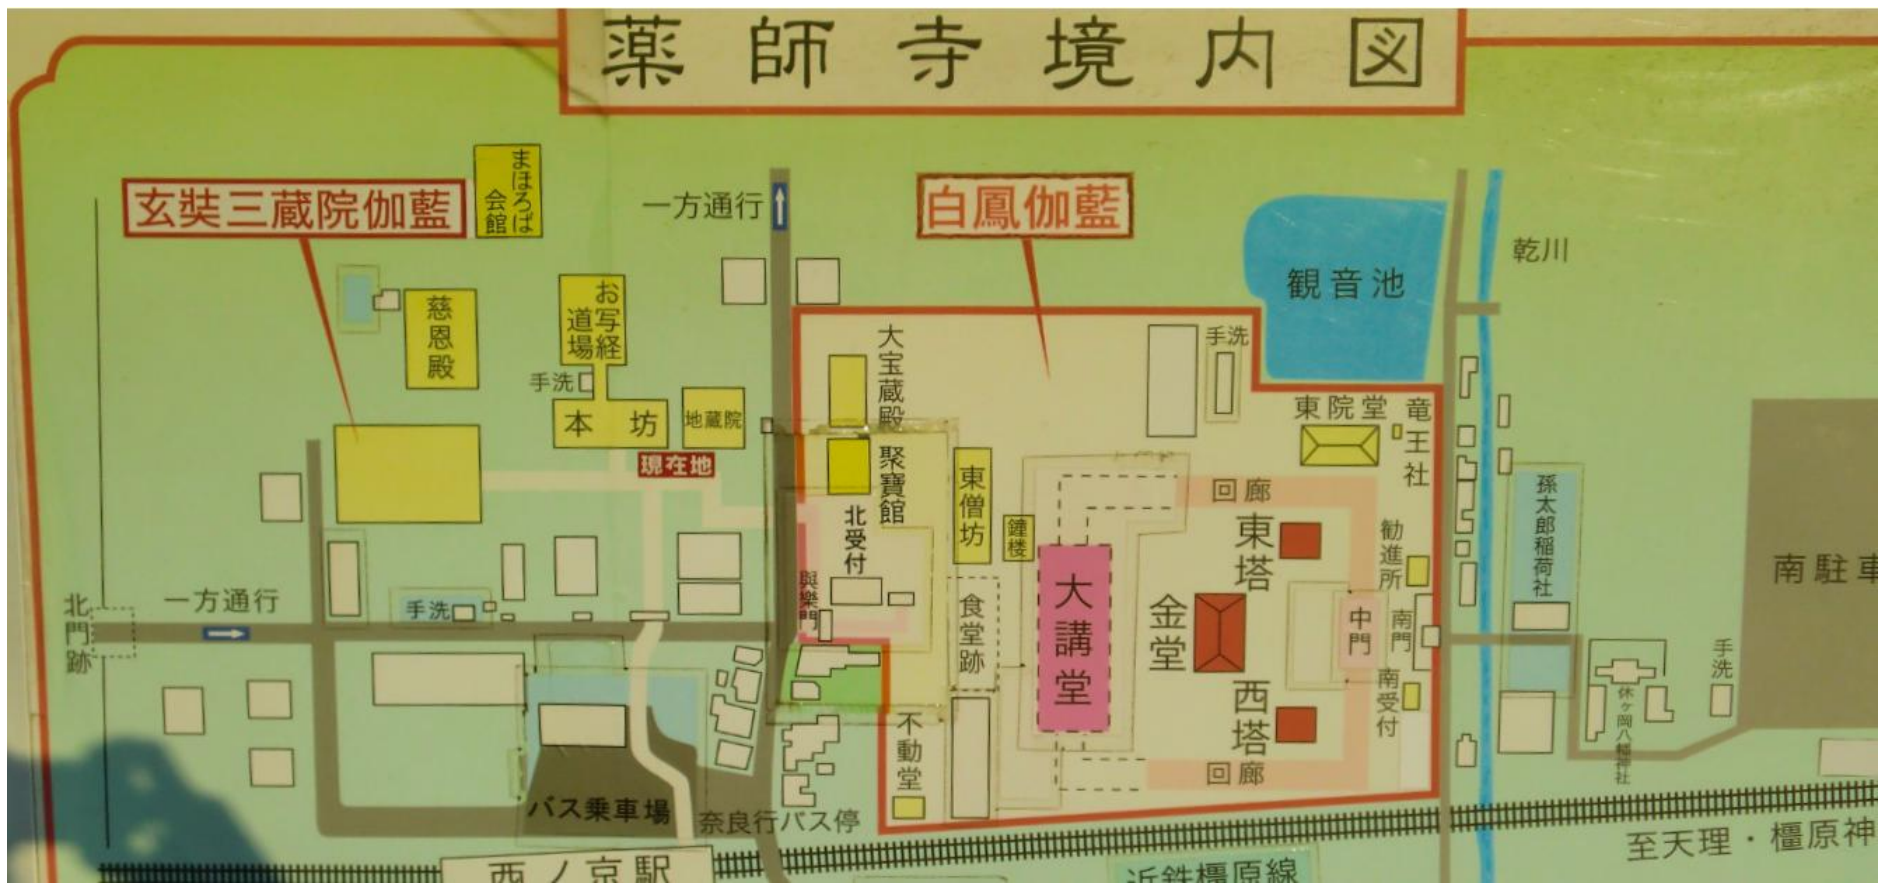 薬師寺境内図
まほろば
会館
玄奘三蔵院伽藍
一方通行
白鳳伽藍
観音池
乾川
慈恩殿
お写経
道場
手洗
本坊
地蔵院
現在地
大宝蔵殿
聚寶館
北受付
手洗
東院堂
竜王社
東僧坊
鐘楼
回廊
東塔
勧進所
孫太郎稲荷社
南駐車
北門跡
一方通行
手洗
與樂門
食堂跡
大講堂
金堂
中門
南門
西塔
南受付
手洗
休ヶ岡八幡神社
不動堂
回廊
バス乗車場
奈良行バス停
西ノ京駅
近鉄橿原線
至天理・橿原神